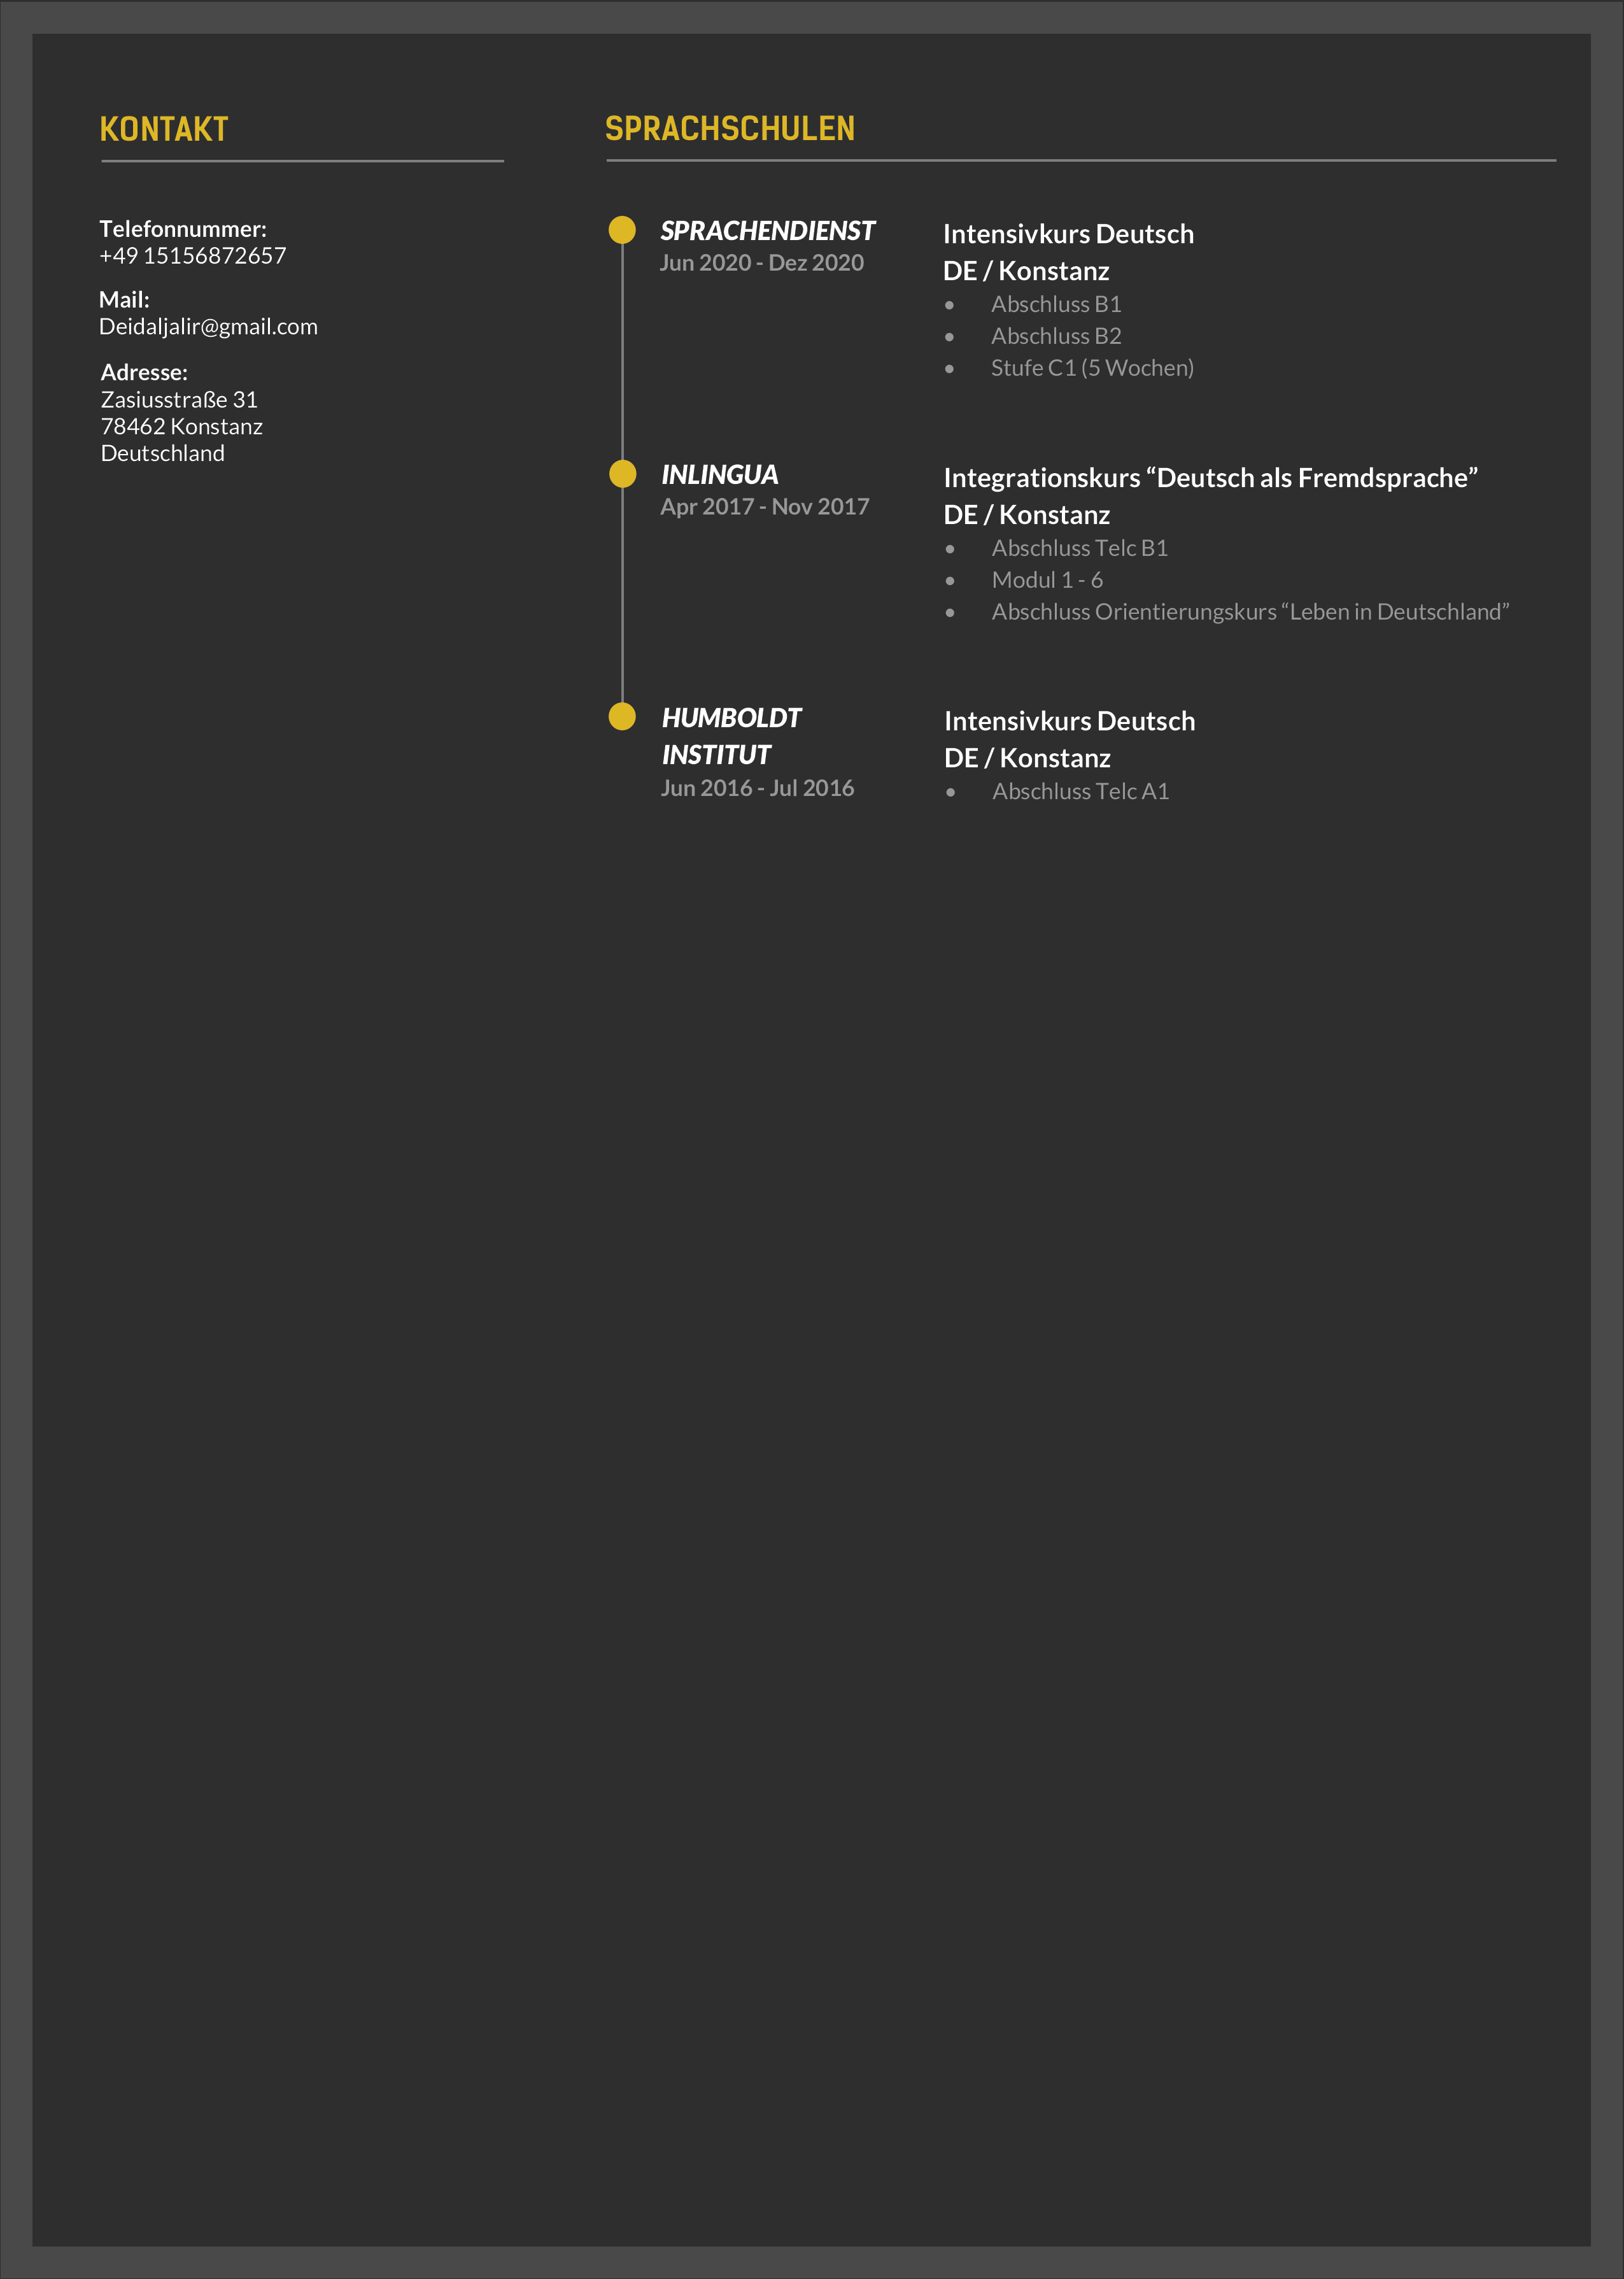 KONTAKT
Telefonnummer:
+49 15156872657
Mail:
Deidaljalir@gmail.com
Adresse:
Zasiusstraße 31
78462 Konstanz
Deutschland
SPRACHSCHULEN
SPRACHENDIENST
Jun 2020 - Dez 2020
Intensivkurs Deutsch
DE / Konstanz
• Abschluss B1
• Abschluss B2
• Stufe C1 (5 Wochen)
INLINGUA
Apr 2017 - Nov 2017
Integrationskurs “Deutsch als Fremdsprache”
DE / Konstanz
• Abschluss Telc B1
• Modul 1 - 6
• Abschluss Orientierungskurs “Leben in Deutschland”
HUMBOLDT
INSTITUT
Jun 2016 - Jul 2016
Intensivkurs Deutsch
DE / Konstanz
• Abschluss Telc A1